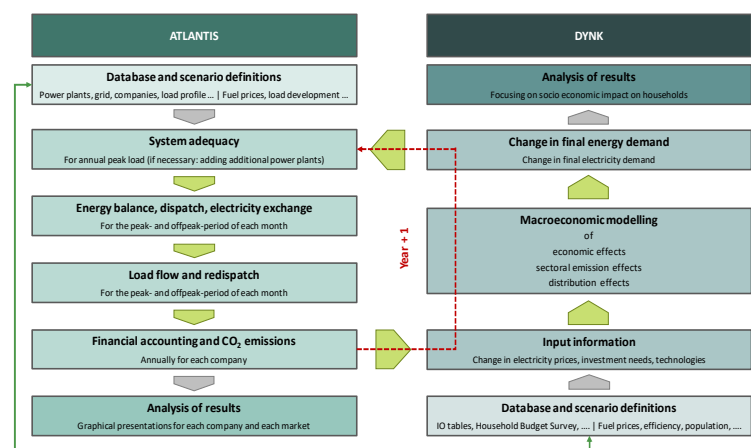 ATLANTIS
Database and scenario definitions
Power plants, grid, companies, load profile ... | Fuel prices, load development ...
System adequacy
For annual peak load (if necessary: adding additional power plants)
Energy balance, dispatch, electricity exchange
For the peak- and offpeak-period of each month
Load flow and redispatch
For the peak- and offpeak-period of each month
Financial accounting and CO₂ emissions
Annually for each company
Analysis of results
Graphical presentations for each company and each market
Year + 1
DYNK
Analysis of results
Focusing on socio economic impact on households
Change in final energy demand
Change in final electricity demand
Macroeconomic modelling
of
economic effects
sectoral emission effects
distribution effects
Input information
Change in electricity prices, investment needs, technologies
Database and scenario definitions
IO tables, Household Budget Survey, .... | Fuel prices, efficiency, population, ....